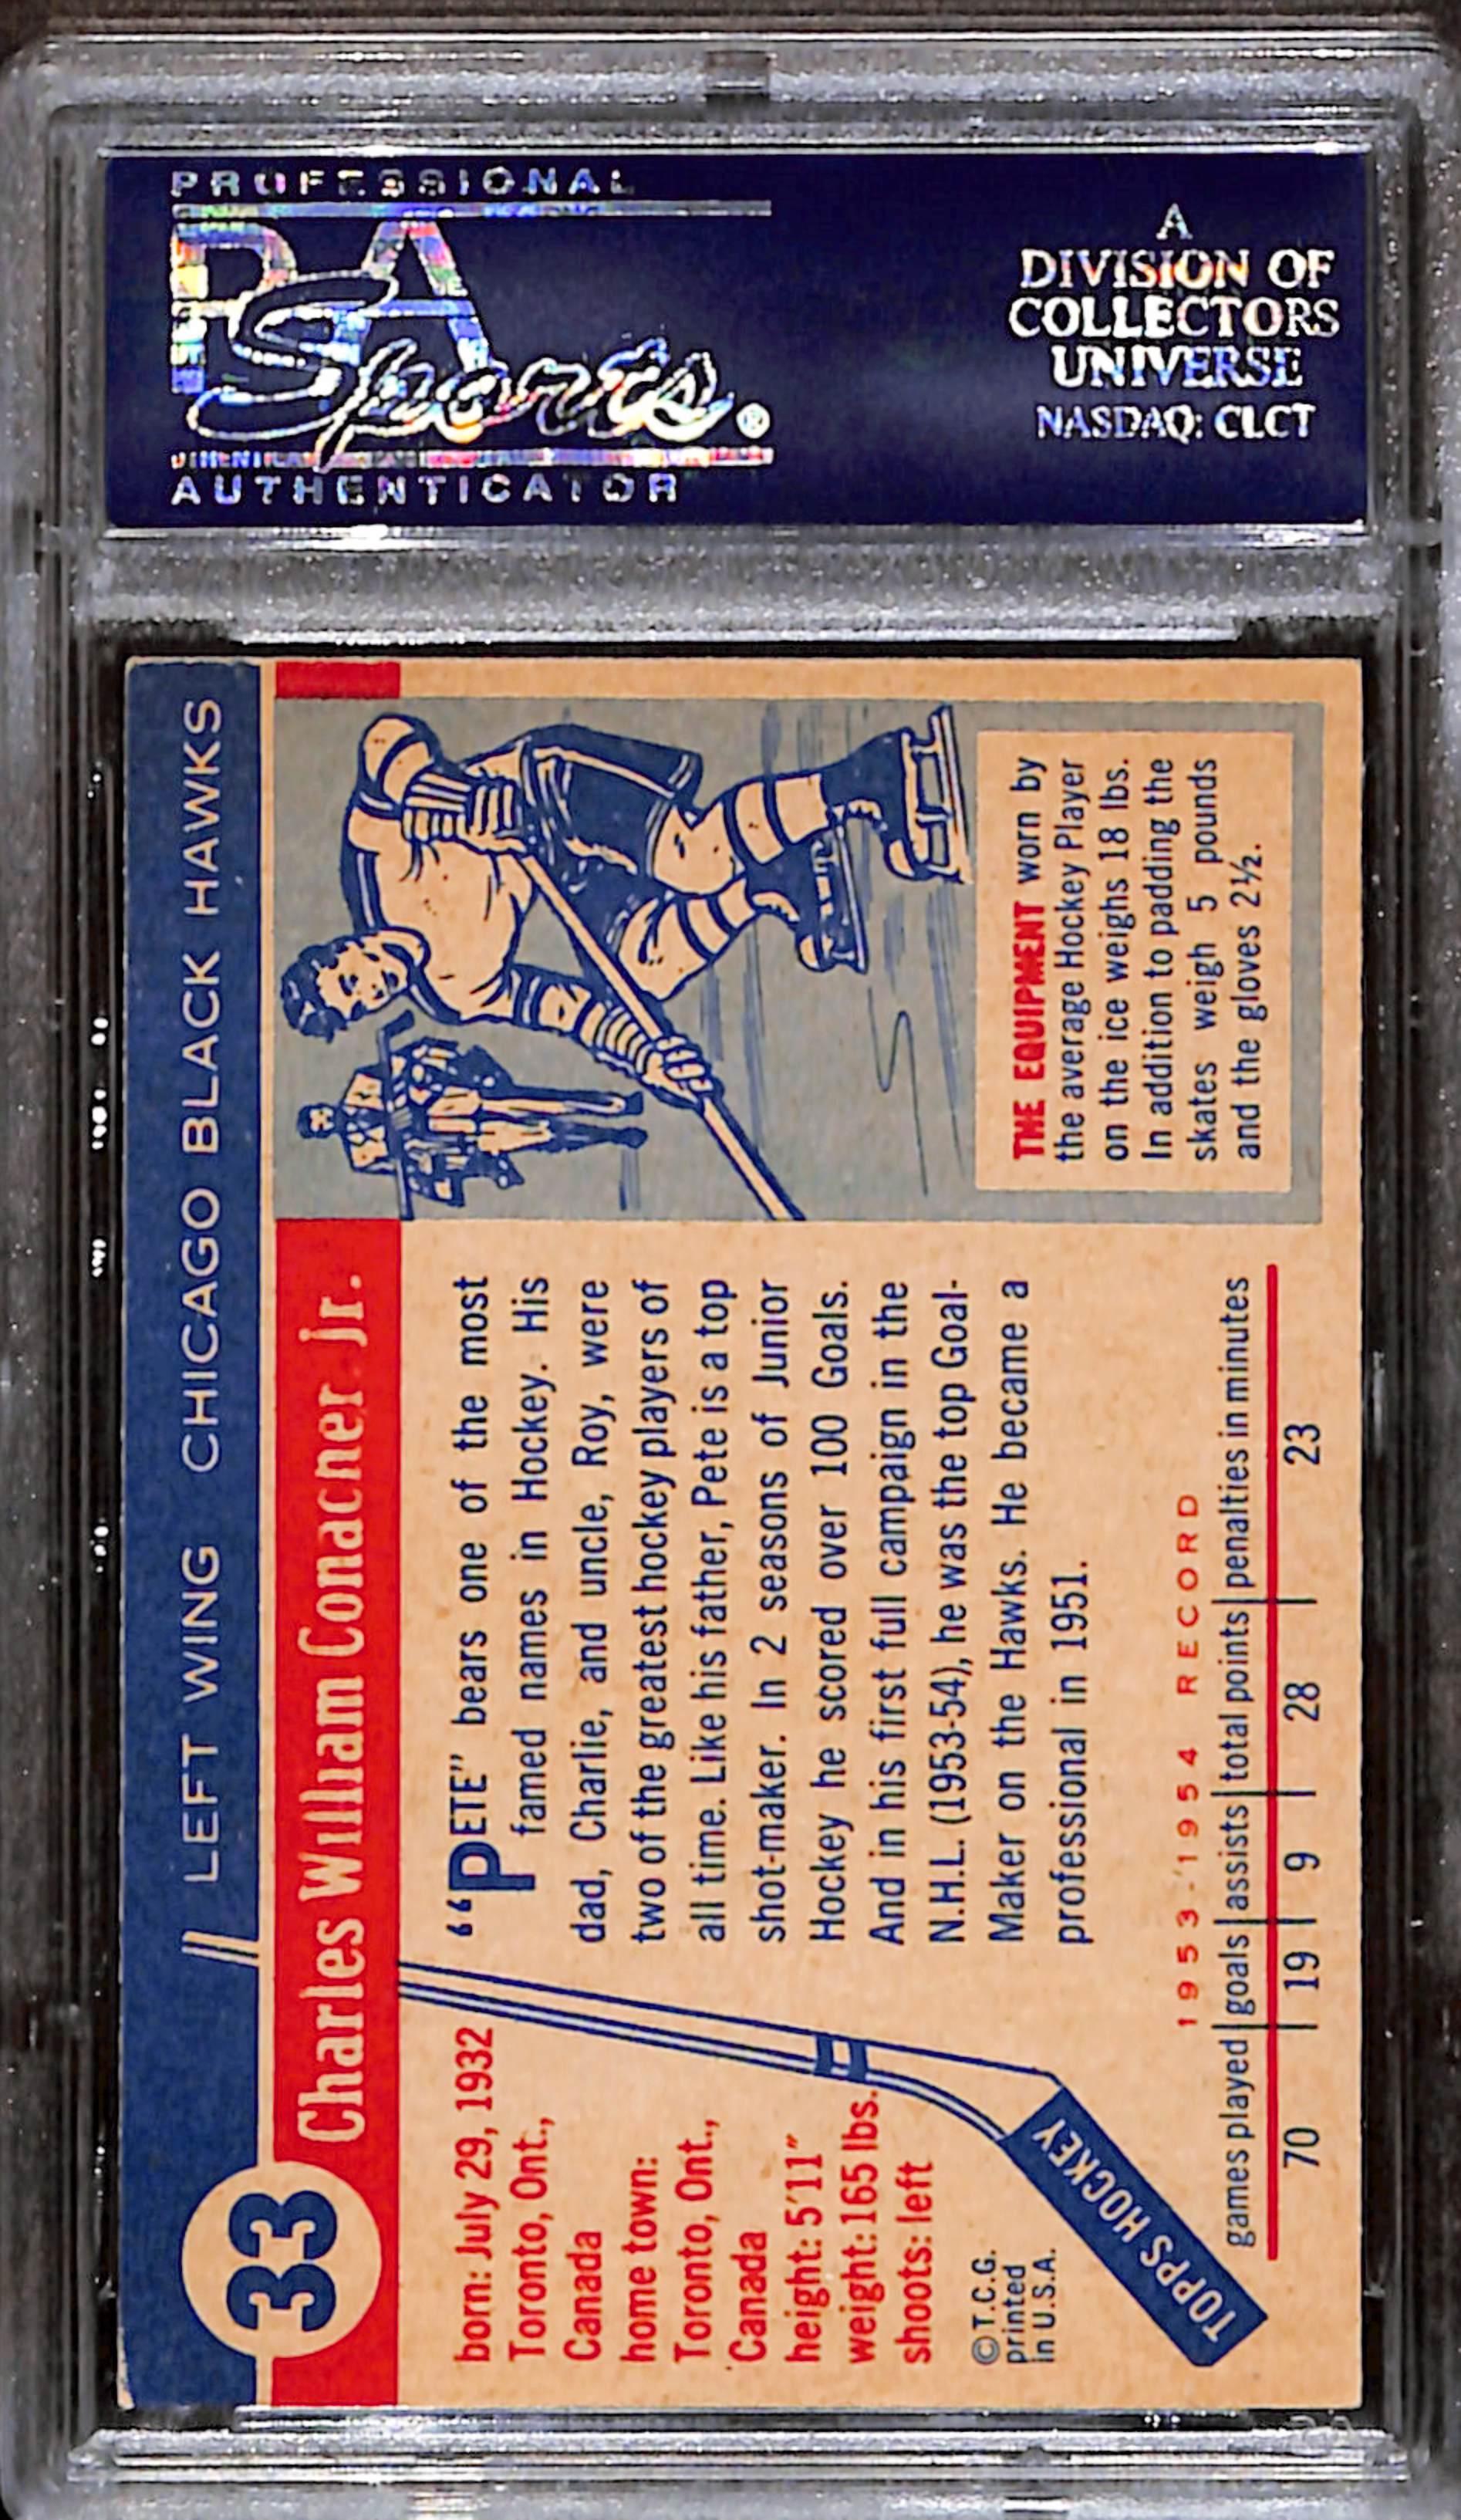 PROFESSIONAL
PSA
Sports®
AUTHENTICATOR
A
DIVISION OF
COLLECTORS
UNIVERSE
NASDAQ: CLCT
33
LEFT WING CHICAGO BLACK HAWKS
Charles William Conacher Jr.
born: July 29, 1932
Toronto, Ont.,
Canada
home town:
Toronto, Ont.,
Canada
height: 5'11"
weight: 165 lbs.
shoots: left
© T.C.G.
printed
in U.S.A.
TOPPS HOCKEY
"PETE" bears one of the most
famed names in Hockey. His
dad, Charlie, and uncle, Roy, were
two of the greatest hockey players of
all time. Like his father, Pete is a top
shot-maker. In 2 seasons of Junior
Hockey he scored over 100 Goals.
And in his first full campaign in the
N.H.L. (1953-54), he was the top Goal-
Maker on the Hawks. He became a
professional in 1951.
THE EQUIPMENT worn by
the average Hockey Player
on the ice weighs 18 lbs.
In addition to padding the
skates weigh 5 pounds
and the gloves 2½.
1953-1954 RECORD
games played goals assists total points penalties in minutes
70 19 9 28 23